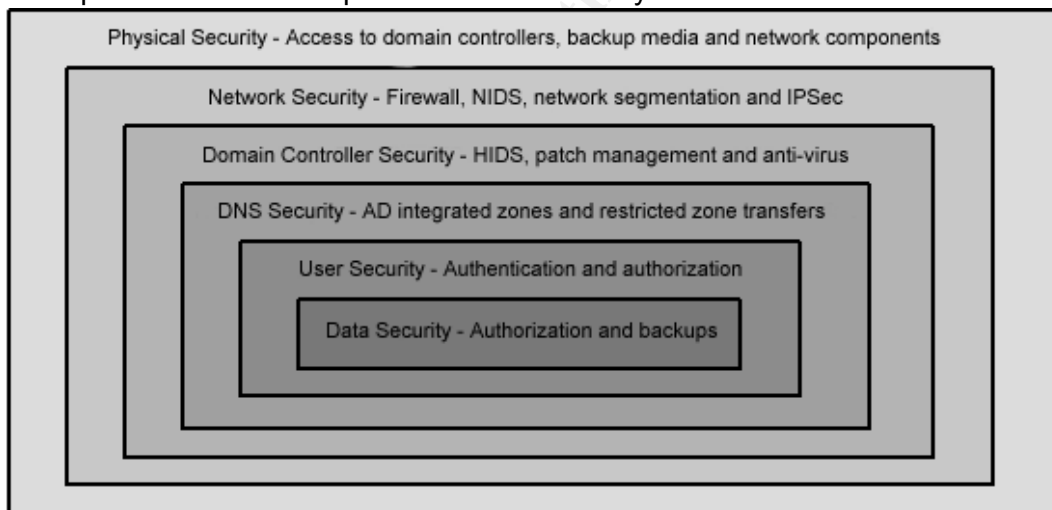 Physical Security - Access to domain controllers, backup media and network components
Network Security - Firewall, NIDS, network segmentation and IPSec
Domain Controller Security - HIDS, patch management and anti-virus
DNS Security - AD integrated zones and restricted zone transfers
User Security - Authentication and authorization
Data Security - Authorization and backups